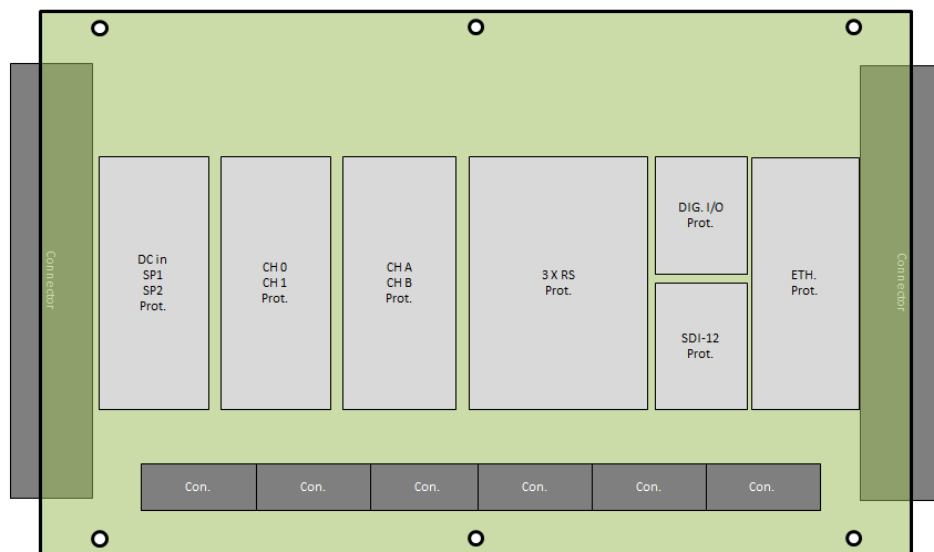 Connector
DC in
SP1
SP2
Prot.
CH 0
CH 1
Prot.
CH A
CH B
Prot.
3 X RS
Prot.
DIG. I/O
Prot.
SDI-12
Prot.
ETH.
Prot.
Connector
Con.
Con.
Con.
Con.
Con.
Con.